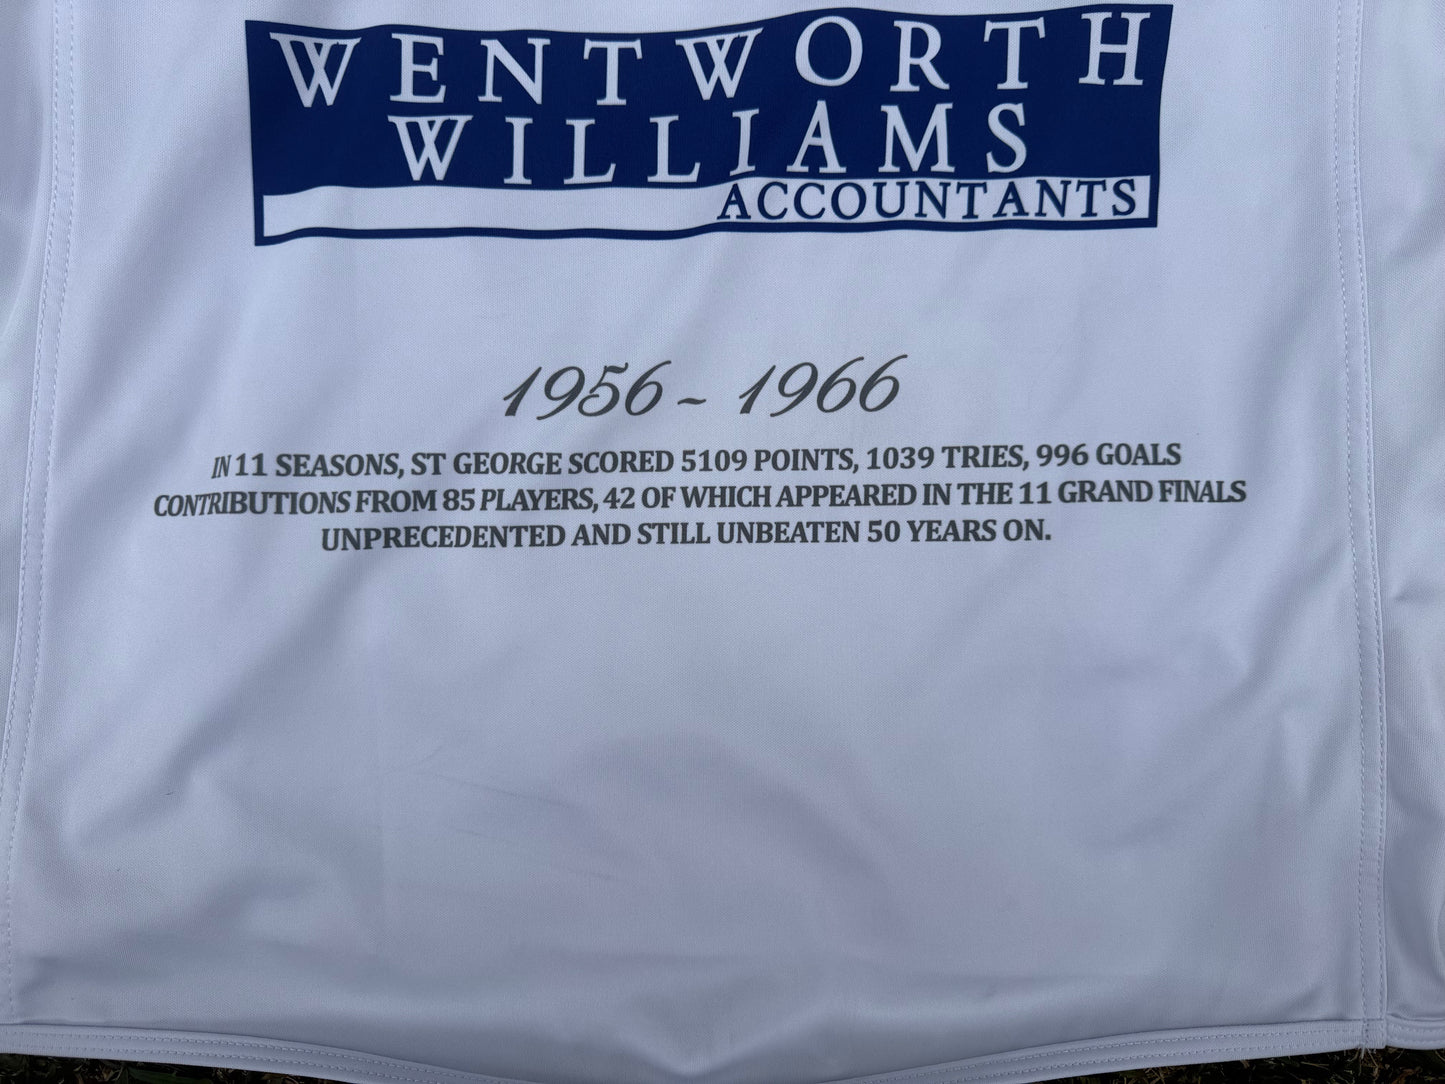 WENTWORTH
WILLIAMS
ACCOUNTANTS
1956 ~ 1966
IN 11 SEASONS, ST GEORGE SCORED 5109 POINTS, 1039 TRIES, 996 GOALS
CONTRIBUTIONS FROM 85 PLAYERS, 42 OF WHICH APPEARED IN THE 11 GRAND FINALS
UNPRECEDENTED AND STILL UNBEATEN 50 YEARS ON.